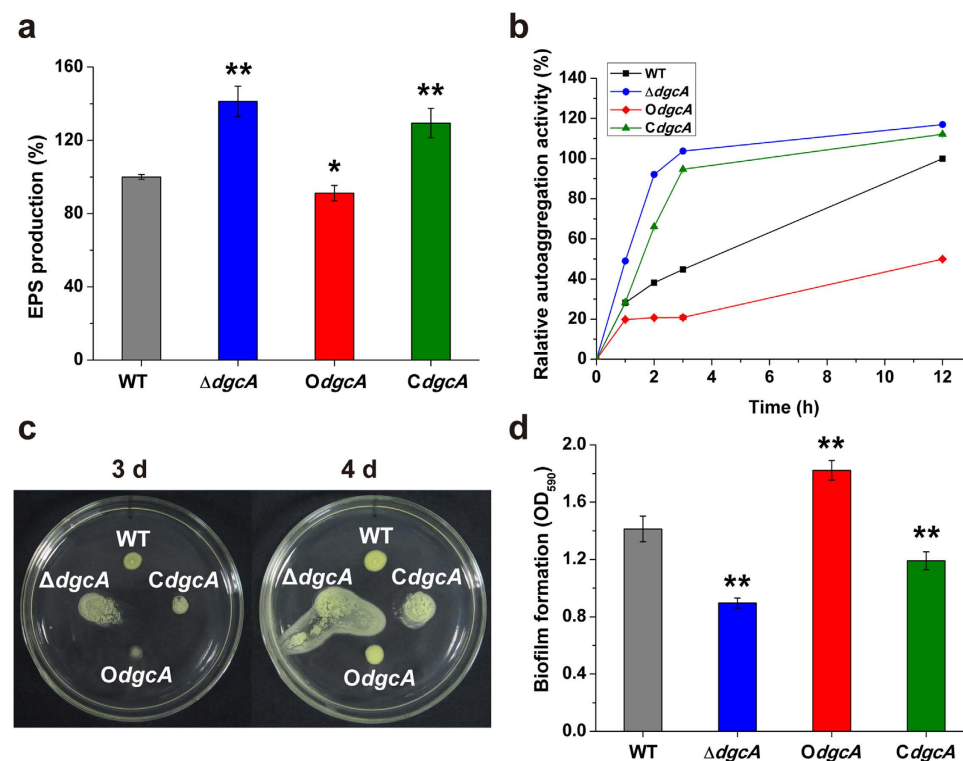 a
EPS production (%)
160
120
80
40
0
**
*
**
WT
ΔdgcA
OdgcA
CdgcA
b
Ralative autoaggregation activity (%)
140
120
100
80
60
40
20
0
WT
ΔdgcA
OdgcA
CdgcA
0 2 4 6 8 10 12
Time (h)
c
3 d
4 d
WT
ΔdgcA
CdgcA
OdgcA
WT
ΔdgcA
CdgcA
OdgcA
d
Biofilm formation (OD₅₉₀)
2.0
1.6
1.2
0.8
0.4
0.0
**
**
**
WT
ΔdgcA
OdgcA
CdgcA